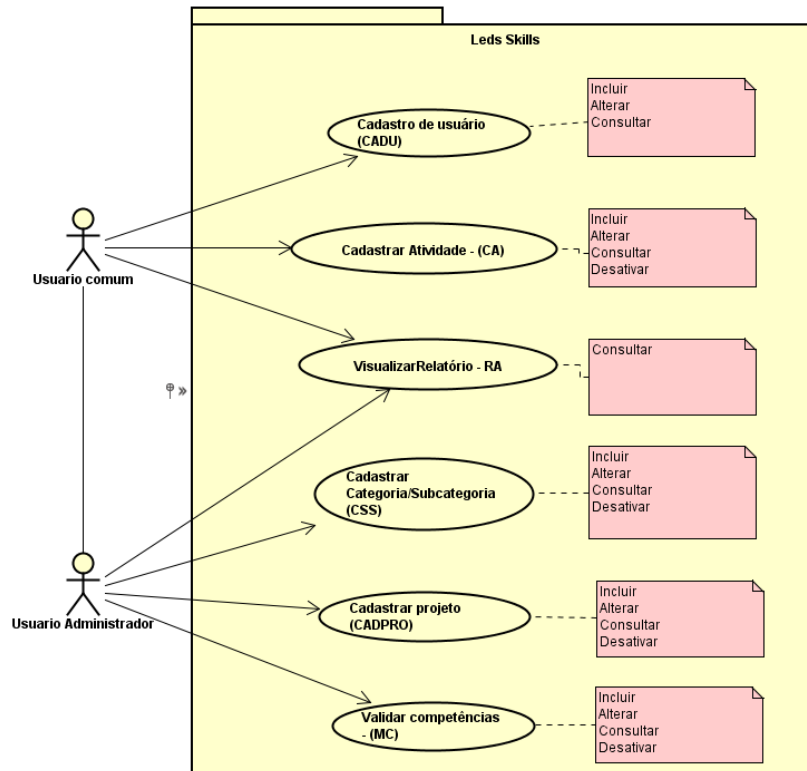 Leds Skills
Cadastro de usuário
(CADU)
Incluir
Alterar
Consultar
Cadastrar Atividade - (CA)
Incluir
Alterar
Consultar
Desativar
Usuario comum
VisualizarRelatório - RA
Consultar
Cadastrar
Categoria/Subcategoria
(CSS)
Incluir
Alterar
Consultar
Desativar
Usuario Administrador
Cadastrar projeto
(CADPRO)
Incluir
Alterar
Consultar
Desativar
Validar competências
- (MC)
Incluir
Alterar
Consultar
Desativar